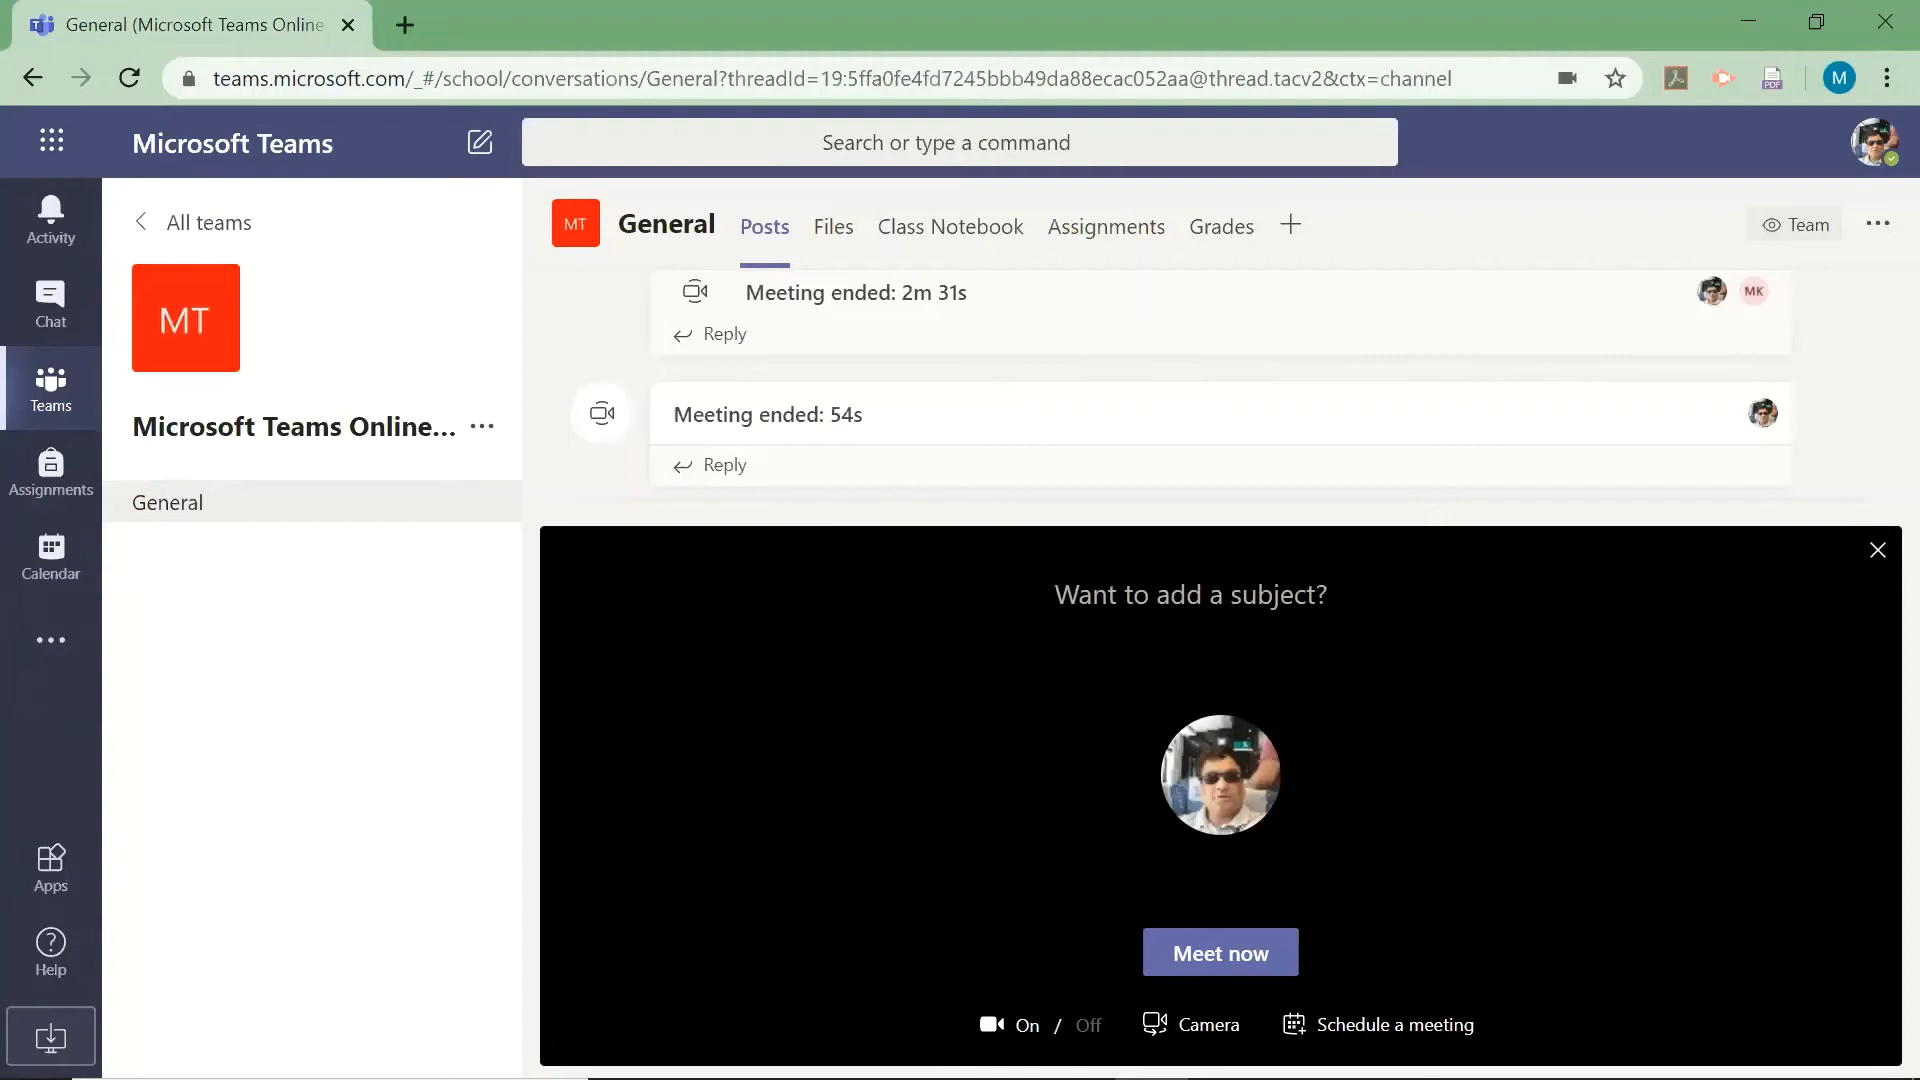 General (Microsoft Teams Online
teams.microsoft.com/_#/school/conversations/General?threadId=19:5ffa0fe4fd7245bbb49da88ecac052aa@thread.tacv2&ctx=channel
PDF
M
Microsoft Teams
Search or type a command
Activity
Chat
Teams
Assignments
Calendar
Apps
Help
All teams
MT
Microsoft Teams Online...
General
MT
General
Posts
Files
Class Notebook
Assignments
Grades
Team
Meeting ended: 2m 31s
MK
Reply
Meeting ended: 54s
Reply
Want to add a subject?
Meet now
On / Off
Camera
Schedule a meeting